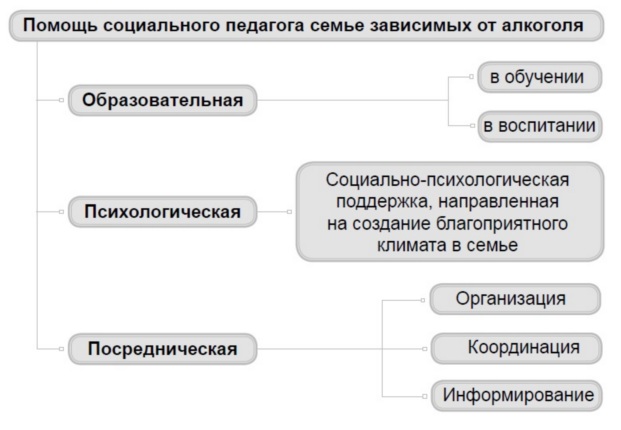 Помощь социального педагога семье зависимых от алкоголя
Образовательная
в обучении
в воспитании
Психологическая
Социально-психологическая
поддержка, направленная
на создание благоприятного
климата в семье
Посредническая
Организация
Координация
Информирование